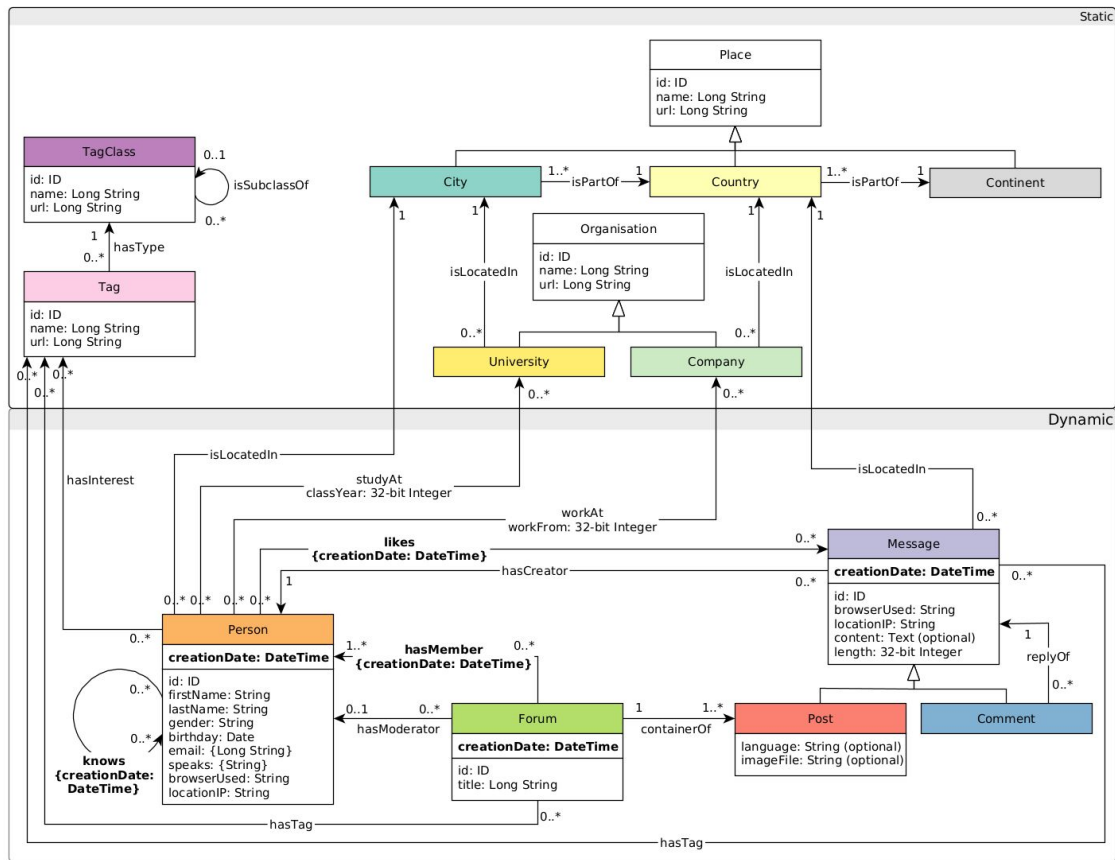 Static
Place
id: ID
name: Long String
url: Long String
TagClass
id: ID
name: Long String
url: Long String
0..1
isSubclassOf
0..*
City
1..*
isPartOf
1
Country
1..*
isPartOf
1
Continent
1
1
1
1
Organisation
id: ID
name: Long String
url: Long String
isLocatedIn
isLocatedIn
1
hasType
0..*
Tag
id: ID
name: Long String
url: Long String
0..*
0..*
University
Company
0..*
0..*
0..*
0..*
0..*
Dynamic
hasInterest
isLocatedIn
studyAt
classYear: 32-bit Integer
workAt
workFrom: 32-bit Integer
isLocatedIn
0..*
likes
{creationDate: DateTime}
0..*
hasCreator
1
0..*
Message
creationDate: DateTime
id: ID
browserUsed: String
locationIP: String
content: Text (optional)
length: 32-bit Integer
0..*
1
replyOf
0..*
0..*
0..*
0..*
0..*
0..*
Person
creationDate: DateTime
id: ID
firstName: String
lastName: String
gender: String
birthday: Date
email: {Long String}
speaks: {String}
browserUsed: String
locationIP: String
0..*
0..*
knows
{creationDate:
DateTime}
1..*
hasMember
{creationDate: DateTime}
0..*
0..1
hasModerator
0..*
Forum
creationDate: DateTime
id: ID
title: Long String
1
containerOf
1..*
Post
language: String (optional)
imageFile: String (optional)
Comment
hasTag
0..*
hasTag